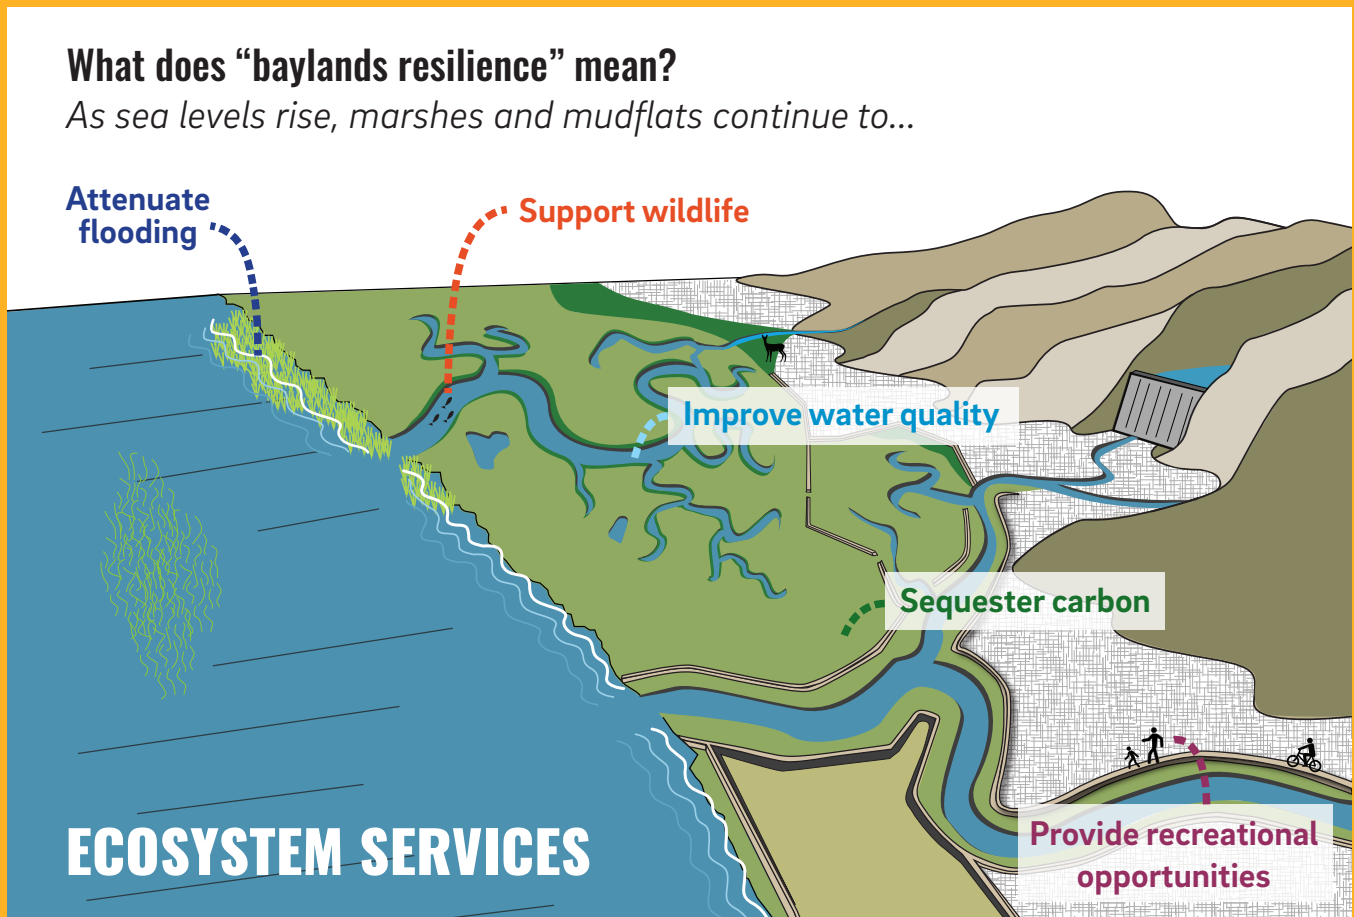 What does “baylands resilience” mean?
As sea levels rise, marshes and mudflats continue to...
Attenuate
flooding
Support wildlife
Improve water quality
Sequester carbon
Provide recreational
opportunities
ECOSYSTEM SERVICES